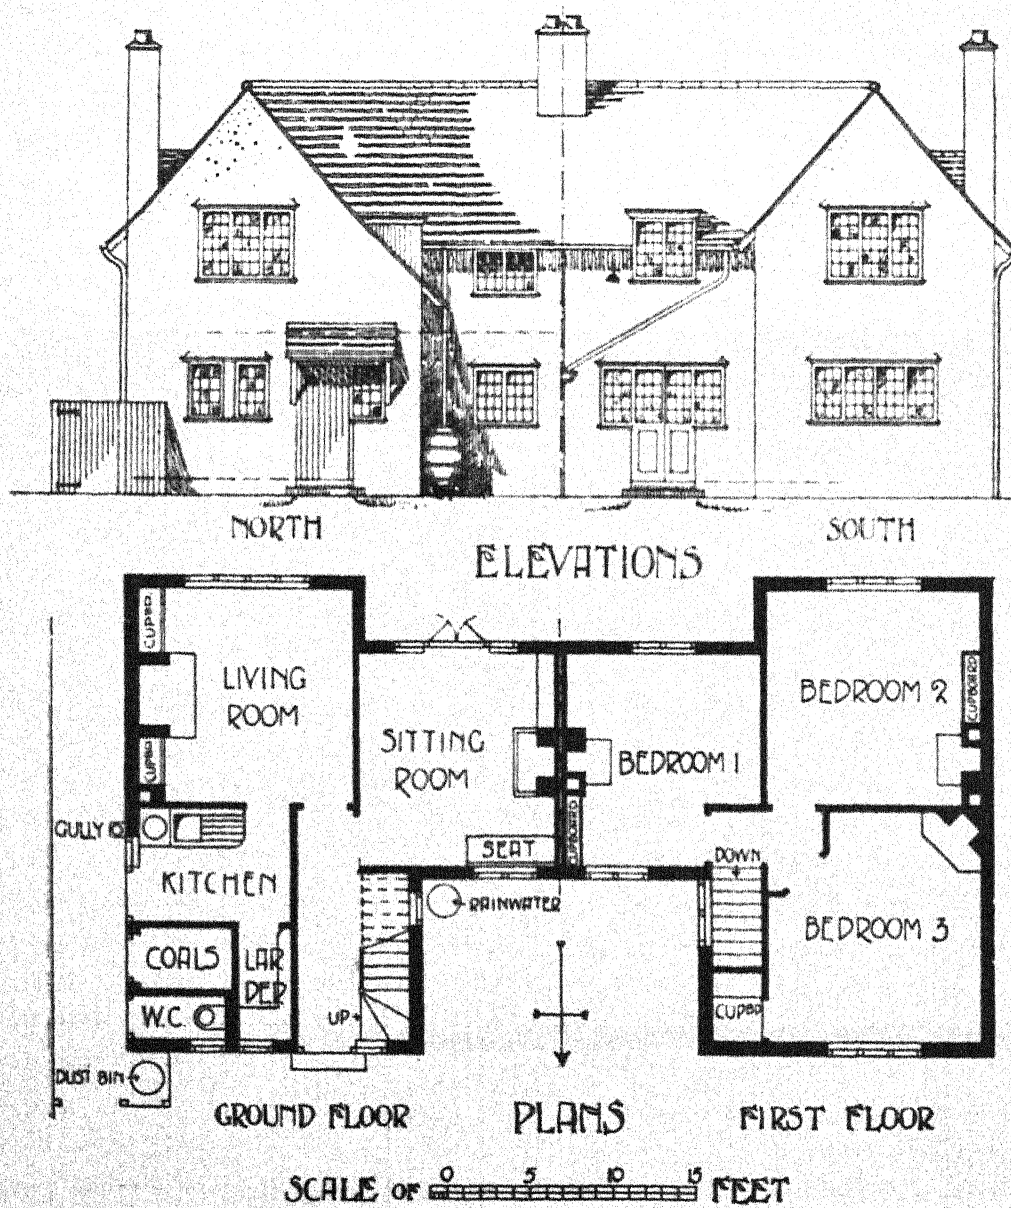 NORTH
SOUTH
ELEVATIONS
CUPBD.
LIVING
ROOM
CUPBD
SITTING
ROOM
BEDROOM 1
BEDROOM 2
CUPBOARD
GULLY
KITCHEN
SEAT
CUPBOARD
DOWN
RAINWATER
BEDROOM 3
COALS
LAR
DER
W.C.
UP
CUPBD
DUST BIN
GROUND FLOOR
PLANS
FIRST FLOOR
0 5 10 15
SCALE OF FEET